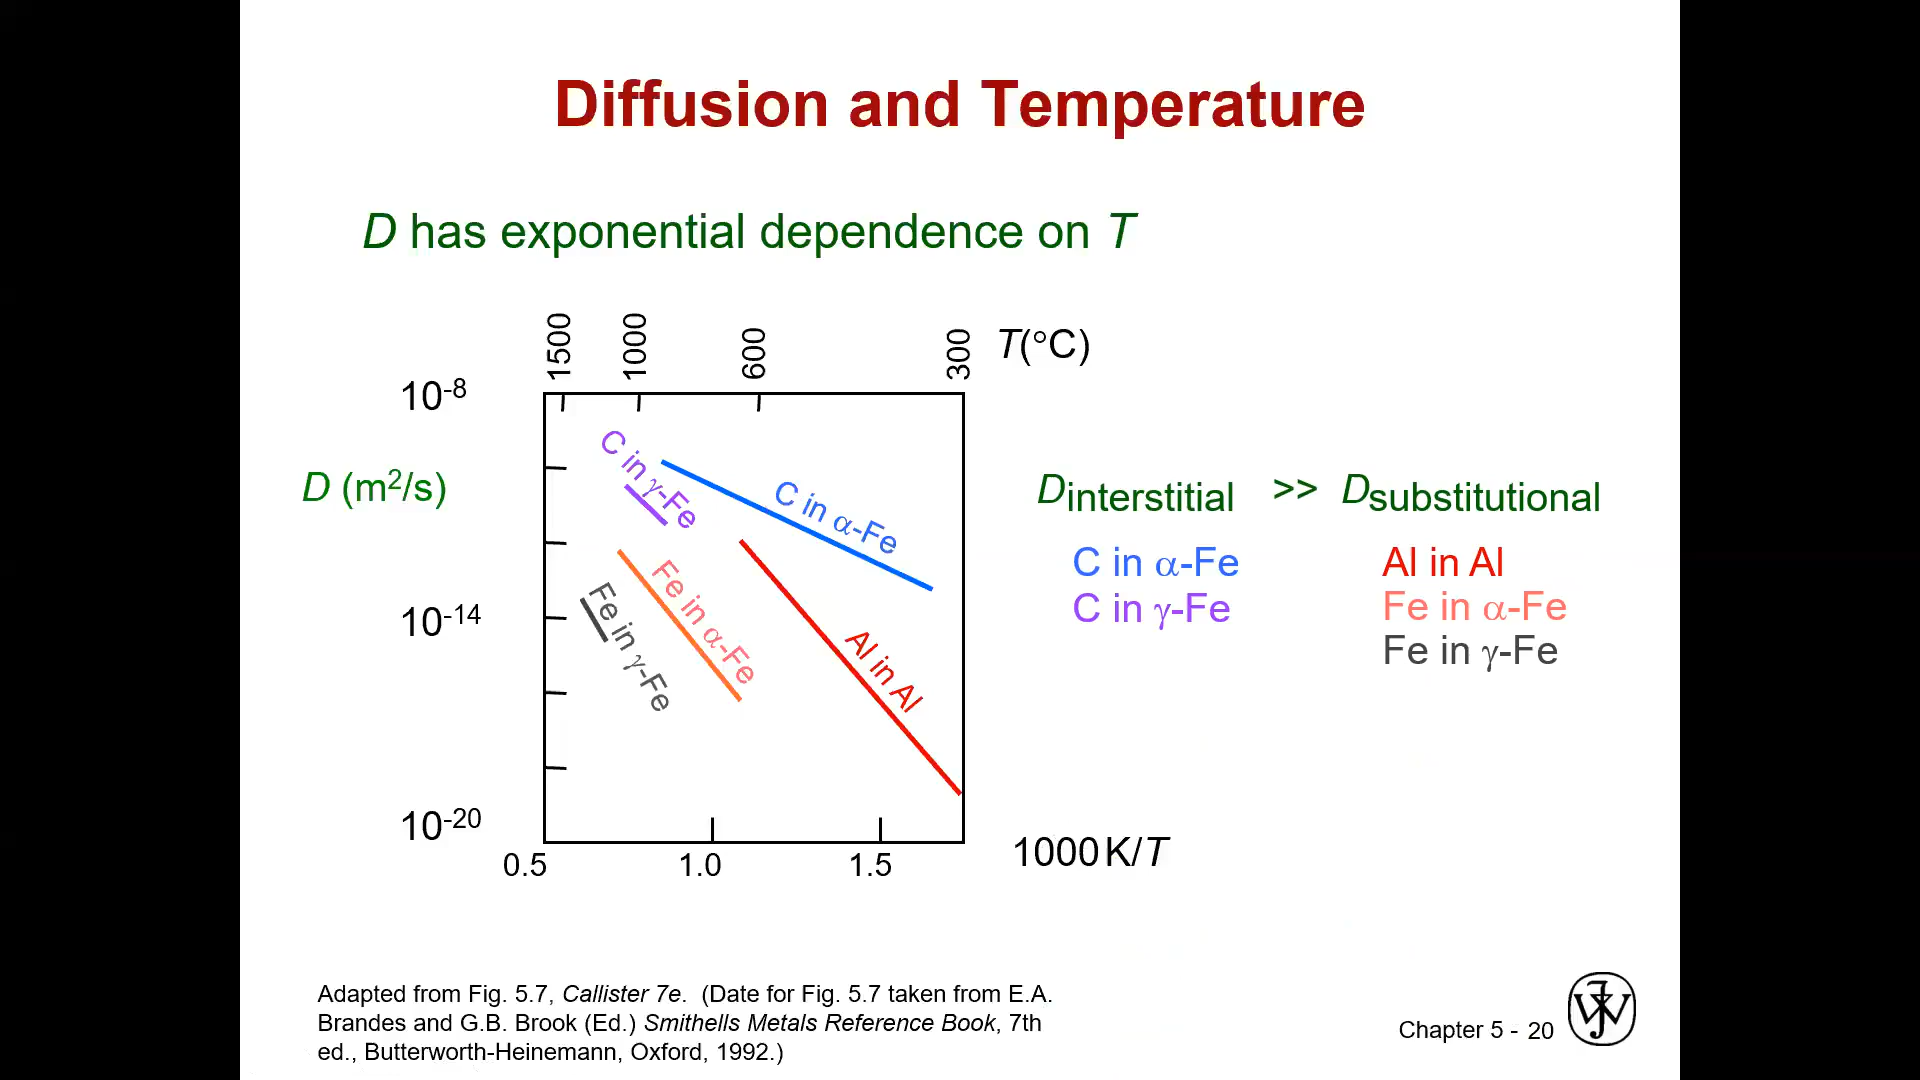 Diffusion and Temperature
D has exponential dependence on T
1500
1000
600
300
T(°C)
10-8
D (m2/s)
10-14
10-20
C in γ-Fe
C in α-Fe
Fe in α-Fe
Fe in γ-Fe
Al in Al
0.5
1.0
1.5
1000 K/T
Dinterstitial >> Dsubstitutional
C in α-Fe
C in γ-Fe
Al in Al
Fe in α-Fe
Fe in γ-Fe
Adapted from Fig. 5.7, Callister 7e. (Date for Fig. 5.7 taken from E.A.
Brandes and G.B. Brook (Ed.) Smithells Metals Reference Book, 7th
ed., Butterworth-Heinemann, Oxford, 1992.)
Chapter 5 - 20
JW